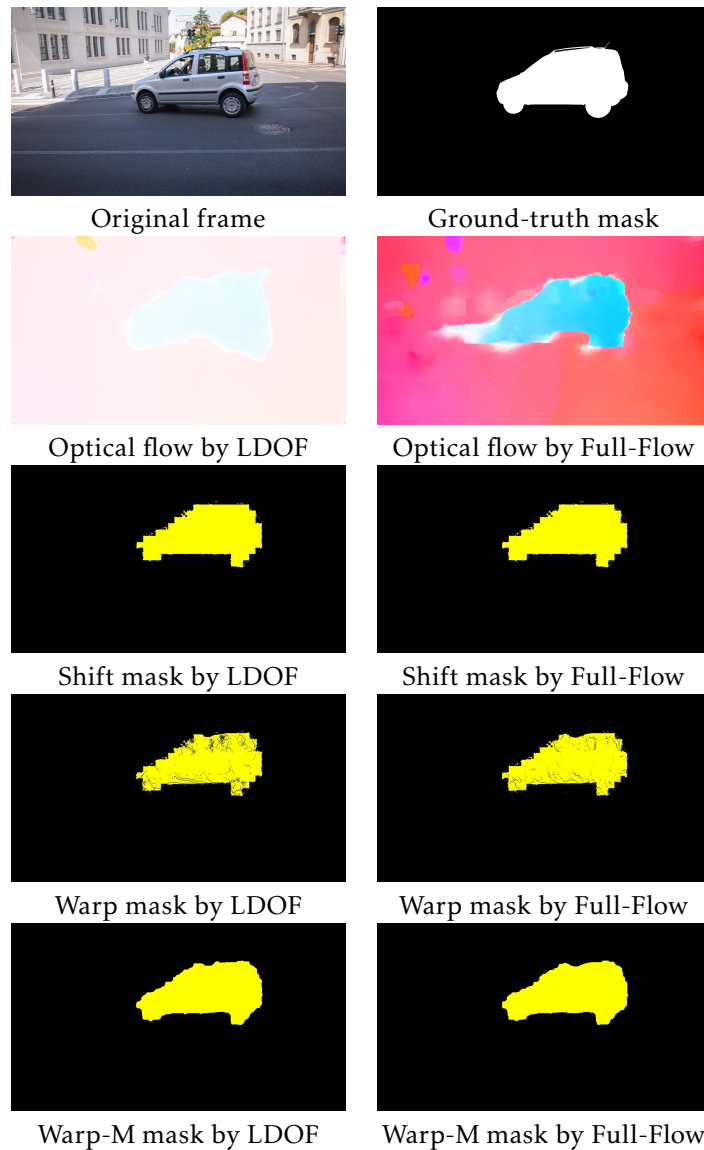 Original frame
Ground-truth mask
Optical flow by LDOF
Optical flow by Full-Flow
Shift mask by LDOF
Shift mask by Full-Flow
Warp mask by LDOF
Warp mask by Full-Flow
Warp-M mask by LDOF
Warp-M mask by Full-Flow